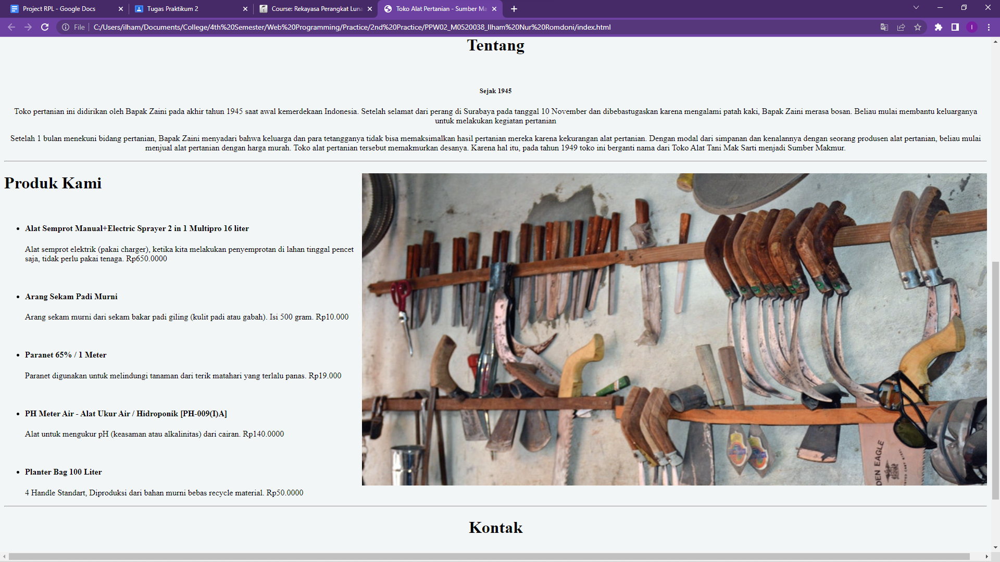 Project RPL - Google Docs
Tugas Praktikum 2
Course: Rekayasa Perangkat Luna
Toko Alat Pertanian - Sumber Ma
File
C:/Users/ilham/Documents/College/4th%20Semester/Web%20Programming/Practice/2nd%20Practice/PPW02_M0520038_Ilham%20Nur%20Romdoni/index.html
I
Tentang
Sejak 1945
Toko pertanian ini didirikan oleh Bapak Zaini pada akhir tahun 1945 saat awal kemerdekaan Indonesia. Setelah selamat dari perang di Surabaya pada tanggal 10 November dan dibebastugaskan karena mengalami patah kaki, Bapak Zaini merasa bosan. Beliau mulai membantu keluarganya
untuk melakukan kegiatan pertanian
Setelah 1 bulan menekuni bidang pertanian, Bapak Zaini menyadari bahwa keluarga dan para tetangganya tidak bisa memaksimalkan hasil pertanian mereka karena kekurangan alat pertanian. Dengan modal dari simpanan dan kenalannya dengan seorang produsen alat pertanian, beliau mulai
menjual alat pertanian dengan harga murah. Toko alat pertanian tersebut memakmurkan desanya. Karena hal itu, pada tahun 1949 toko ini berganti nama dari Toko Alat Tani Mak Sarti menjadi Sumber Makmur.
Produk Kami
• Alat Semprot Manual+Electric Sprayer 2 in 1 Multipro 16 liter
Alat semprot elektrik (pakai charger), ketika kita melakukan penyemprotan di lahan tinggal pencet
saja, tidak perlu pakai tenaga. Rp650.0000
• Arang Sekam Padi Murni
Arang sekam murni dari sekam bakar padi giling (kulit padi atau gabah). Isi 500 gram. Rp10.000
• Paranet 65% / 1 Meter
Paranet digunakan untuk melindungi tanaman dari terik matahari yang terlalu panas. Rp19.000
• PH Meter Air - Alat Ukur Air / Hidroponik [PH-009(I)A]
Alat untuk mengukur pH (keasaman atau alkalinitas) dari cairan. Rp140.0000
• Planter Bag 100 Liter
4 Handle Standart, Diproduksi dari bahan murni bebas recycle material. Rp50.0000
DEN EAGLE
Kontak